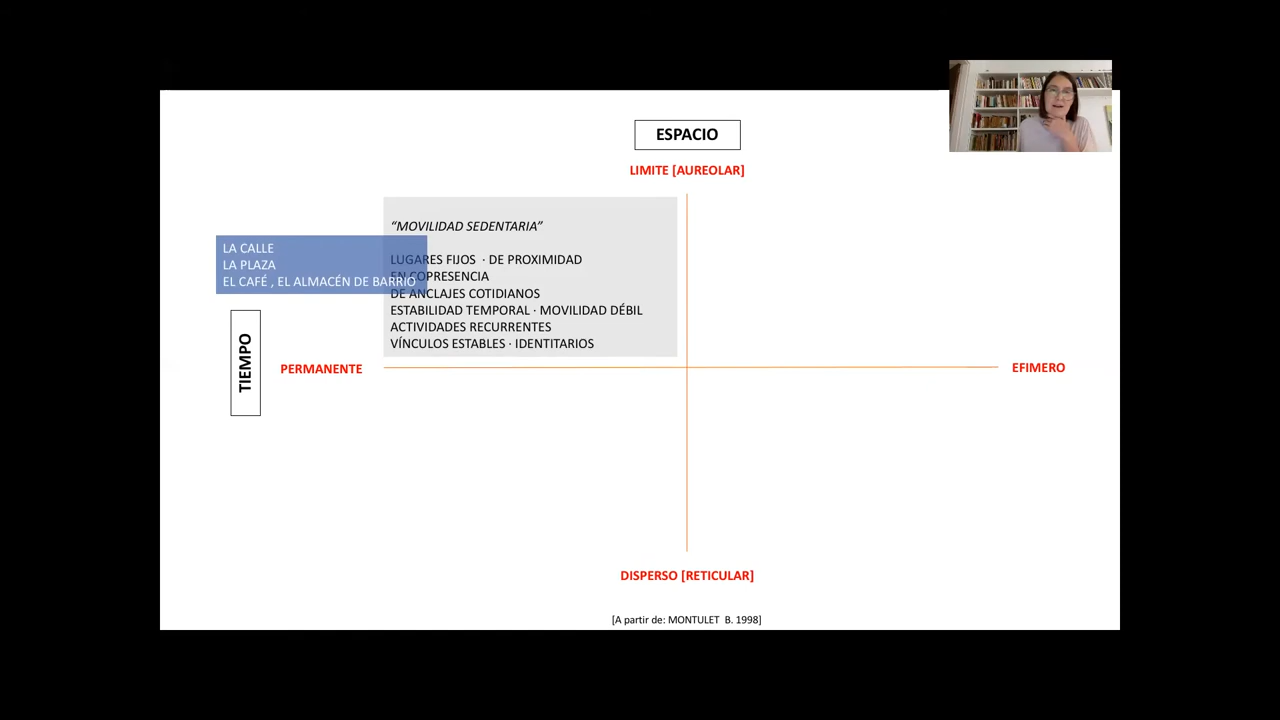 ESPACIO
LIMITE [AUREOLAR]
“MOVILIDAD SEDENTARIA”
LA CALLE
LA PLAZA
EL CAFÉ , EL ALMACÉN DE BARRIO
LUGARES FIJOS · DE PROXIMIDAD
EN COPRESENCIA
DE ANCLAJES COTIDIANOS
ESTABILIDAD TEMPORAL · MOVILIDAD DÉBIL
ACTIVIDADES RECURRENTES
VÍNCULOS ESTABLES · IDENTITARIOS
TIEMPO
PERMANENTE
EFIMERO
DISPERSO [RETICULAR]
[A partir de: MONTULET B. 1998]